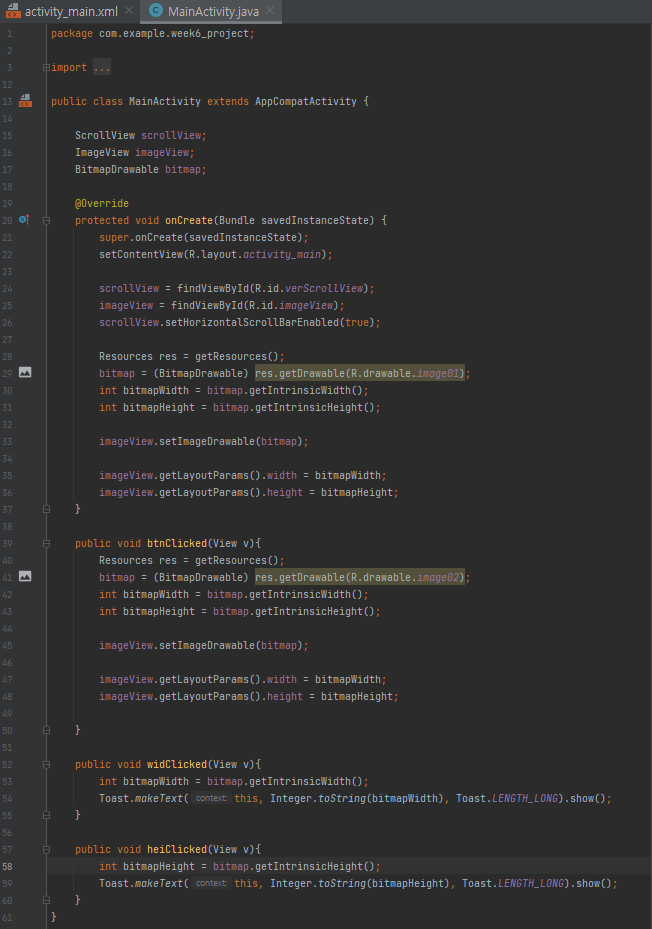 activity_main.xml × MainActivity.java ×
1 package com.example.week6_project;
2
3 import ...
12
13 public class MainActivity extends AppCompatActivity {
14
15 ScrollView scrollView;
16 ImageView imageView;
17 BitmapDrawable bitmap;
18
19 @Override
20 protected void onCreate(Bundle savedInstanceState) {
21 super.onCreate(savedInstanceState);
22 setContentView(R.layout.activity_main);
23
24 scrollView = findViewById(R.id.verScrollView);
25 imageView = findViewById(R.id.imageView);
26 scrollView.setHorizontalScrollBarEnabled(true);
27
28 Resources res = getResources();
29 bitmap = (BitmapDrawable) res.getDrawable(R.drawable.image01);
30 int bitmapWidth = bitmap.getIntrinsicWidth();
31 int bitmapHeight = bitmap.getIntrinsicHeight();
32
33 imageView.setImageDrawable(bitmap);
34
35 imageView.getLayoutParams().width = bitmapWidth;
36 imageView.getLayoutParams().height = bitmapHeight;
37 }
38
39 public void btnClicked(View v){
40 Resources res = getResources();
41 bitmap = (BitmapDrawable) res.getDrawable(R.drawable.image02);
42 int bitmapWidth = bitmap.getIntrinsicWidth();
43 int bitmapHeight = bitmap.getIntrinsicHeight();
44
45 imageView.setImageDrawable(bitmap);
46
47 imageView.getLayoutParams().width = bitmapWidth;
48 imageView.getLayoutParams().height = bitmapHeight;
49
50 }
51
52 public void widClicked(View v){
53 int bitmapWidth = bitmap.getIntrinsicWidth();
54 Toast.makeText( context: this, Integer.toString(bitmapWidth), Toast.LENGTH_LONG).show();
55 }
56
57 public void heiClicked(View v){
58 int bitmapHeight = bitmap.getIntrinsicHeight();
59 Toast.makeText( context: this, Integer.toString(bitmapHeight), Toast.LENGTH_LONG).show();
60 }
61 }